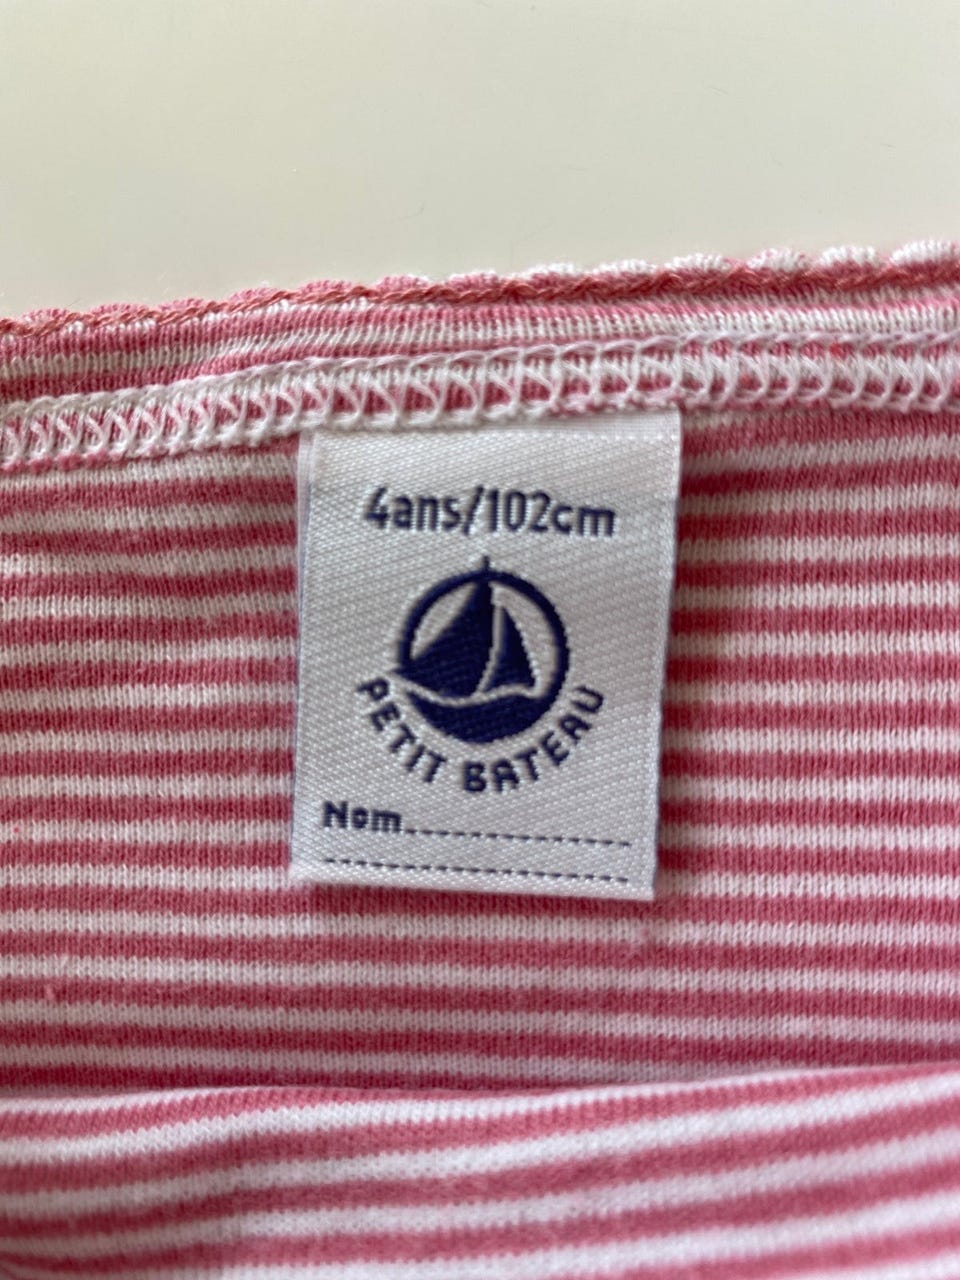 4ans/102cm
PETIT BATEAU
Nom